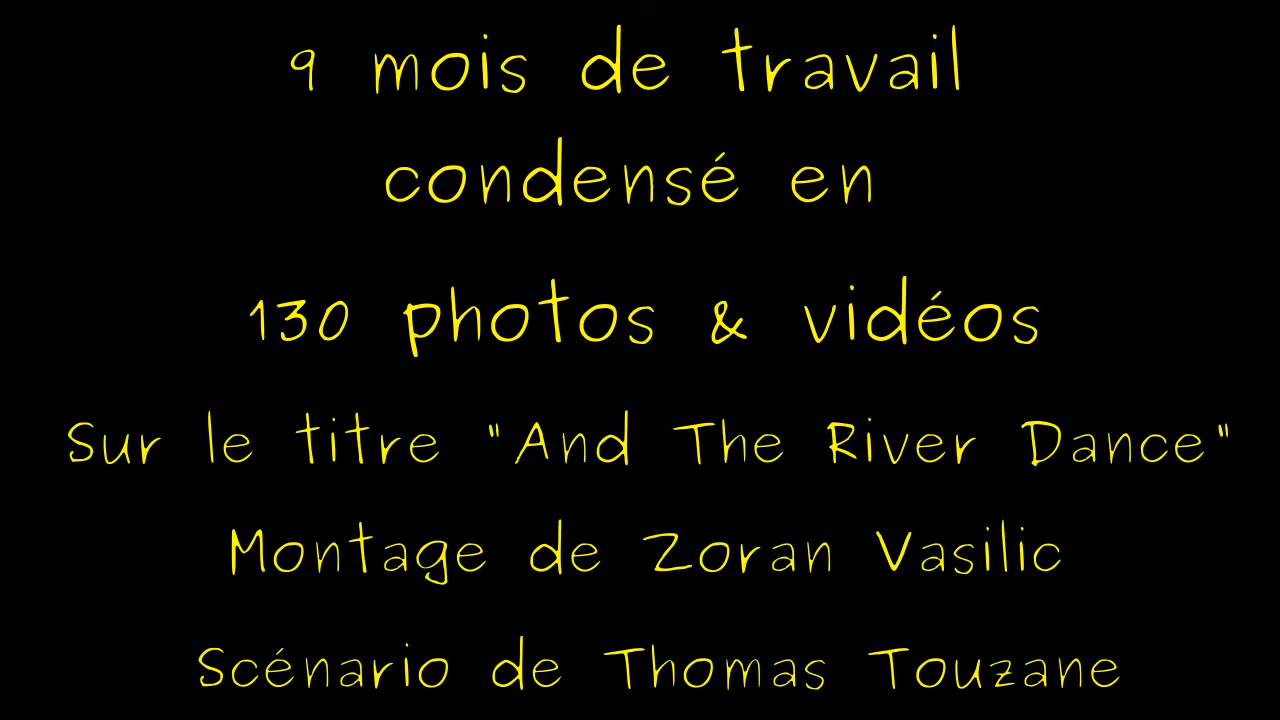 9 mois de travail
condensé en
130 photos & vidéos
Sur le titre "And The River Dance"
Montage de Zoran Vasilic
Scénario de Thomas Touzane